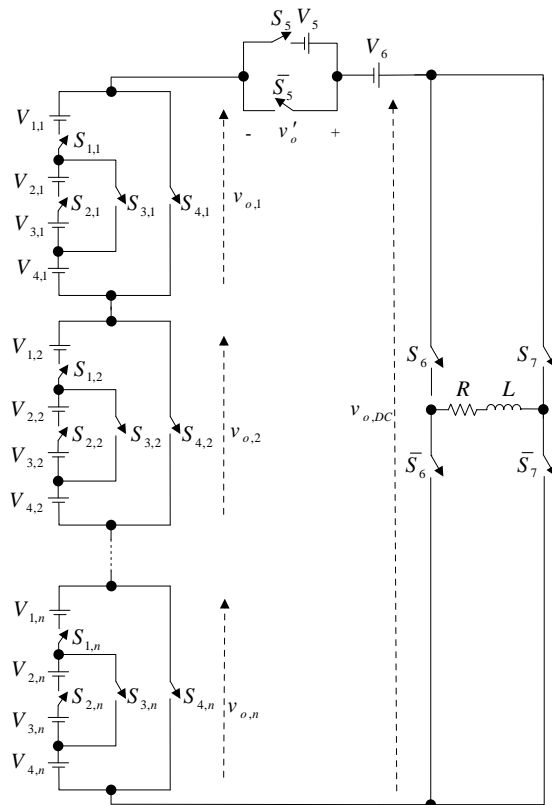 S₅ V₅
V₆
S̅₅
- v′ₒ +
V₁,₁
S₁,₁
V₂,₁
S₂,₁ S₃,₁ S₄,₁ vₒ,₁
V₃,₁
V₄,₁
V₁,₂
S₁,₂
V₂,₂
S₂,₂ S₃,₂ S₄,₂ vₒ,₂
V₃,₂
V₄,₂
S₆ S₇
R L
vₒ,DC
S̅₆ S̅₇
V₁,ₙ
S₁,ₙ
V₂,ₙ
S₂,ₙ S₃,ₙ S₄,ₙ vₒ,ₙ
V₃,ₙ
V₄,ₙ